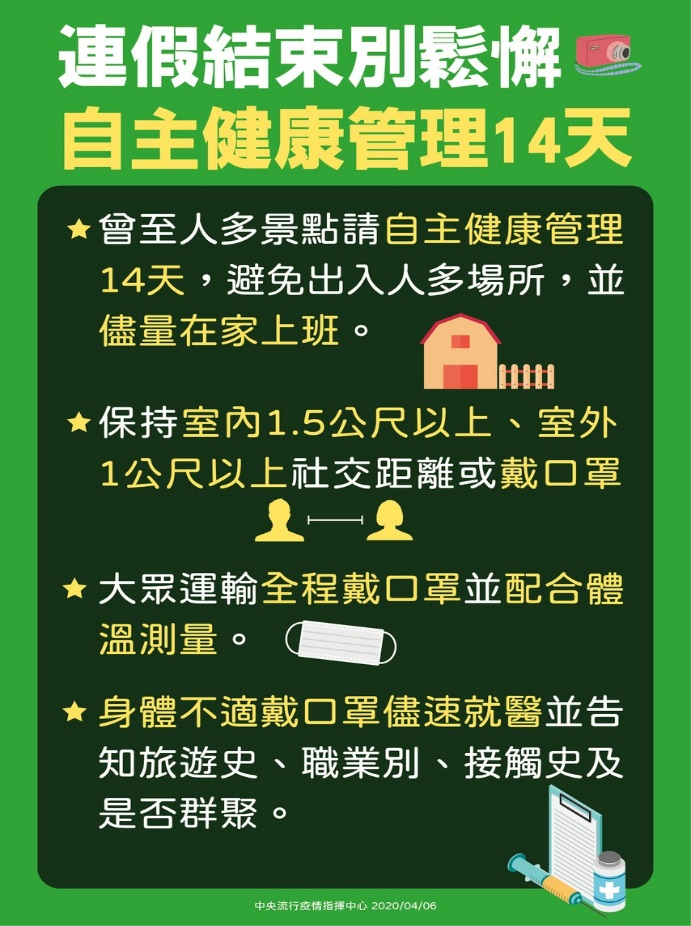 連假結束別鬆懈
自主健康管理14天
曾至人多景點請自主健康管理
14天，避免出入人多場所，並
儘量在家上班。
保持室內1.5公尺以上、室外
1公尺以上社交距離或戴口罩
大眾運輸全程戴口罩並配合體
溫測量。
身體不適戴口罩儘速就醫並告
知旅遊史、職業別、接觸史及
是否群聚。
中央流行疫情指揮中心 2020/04/06